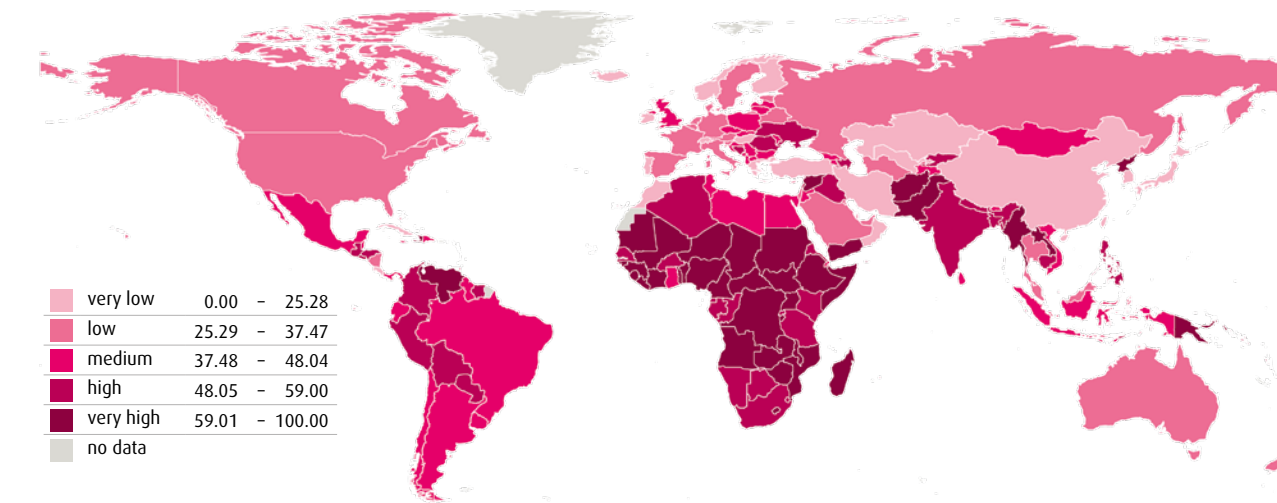 very low 0.00 – 25.28
low 25.29 – 37.47
medium 37.48 – 48.04
high 48.05 – 59.00
very high 59.01 – 100.00
no data